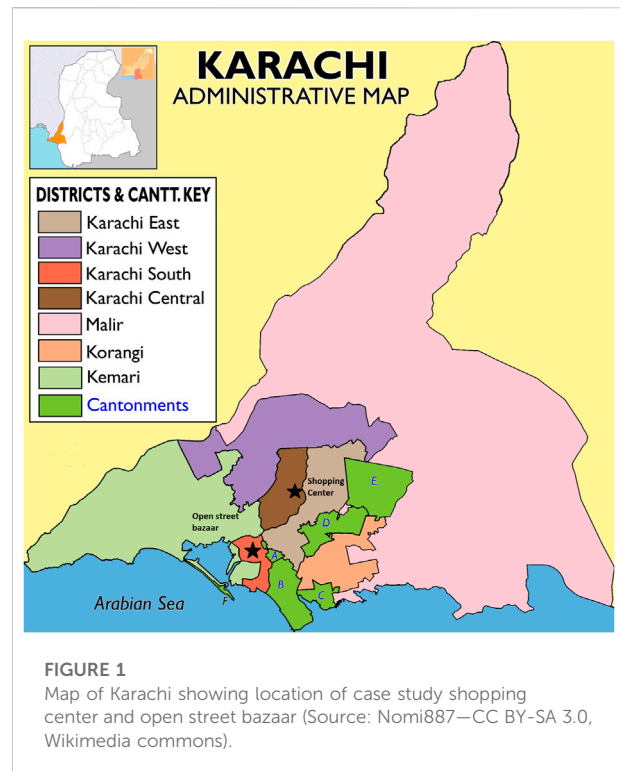 KARACHI
ADMINISTRATIVE MAP
DISTRICTS & CANTT. KEY
Karachi East
Karachi West
Karachi South
Karachi Central
Malir
Korangi
Kemari
Cantonments
Shopping
Center
E
Open street
bazaar
D
A
B
C
F
Arabian Sea
FIGURE 1
Map of Karachi showing location of case study shopping
center and open street bazaar (Source: Nomi887—CC BY-SA 3.0,
Wikimedia commons).